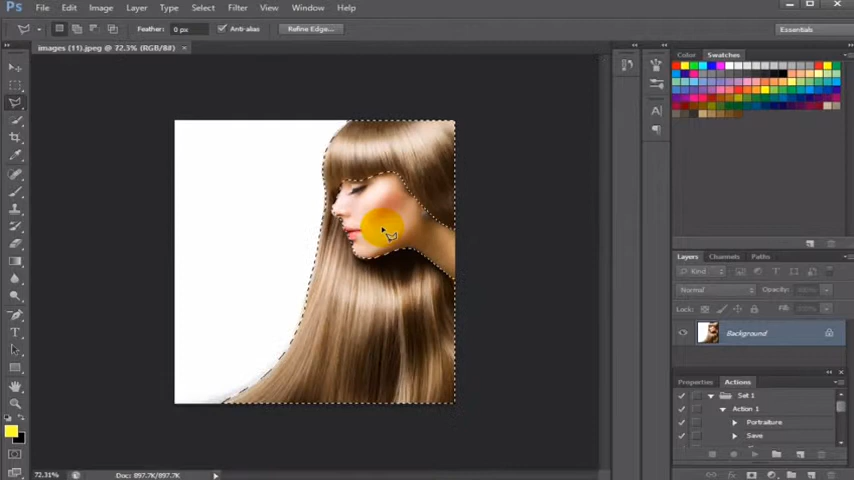 Ps File Edit Image Layer Type Select Filter View Window Help
Feather: 0 px Anti-alias Refine Edge... Essentials
images (11).jpeg @ 72.3% (RGB/8#) ×
Color Swatches
Layers Channels Paths
Kind
Normal Opacity:
Lock: Fill:
Background
Properties Actions
Set 1
Action 1
Portraiture
Save
72.31% Doc: 897.7K/897.7K